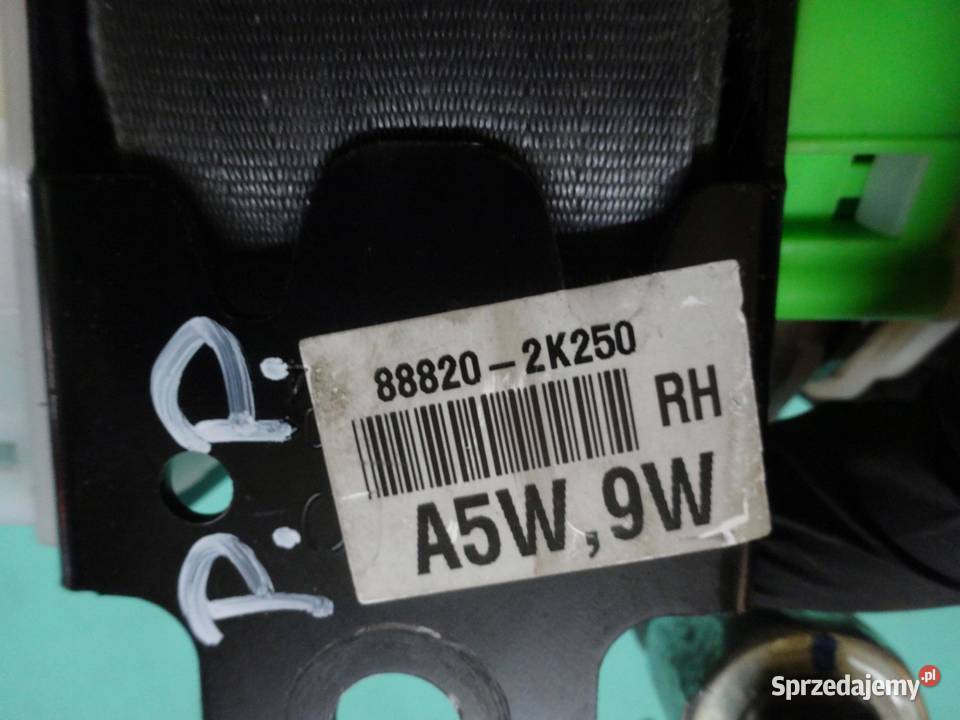 88820-2K250
RH
A5W,9W
P.P.
Sprzedajemy.pl